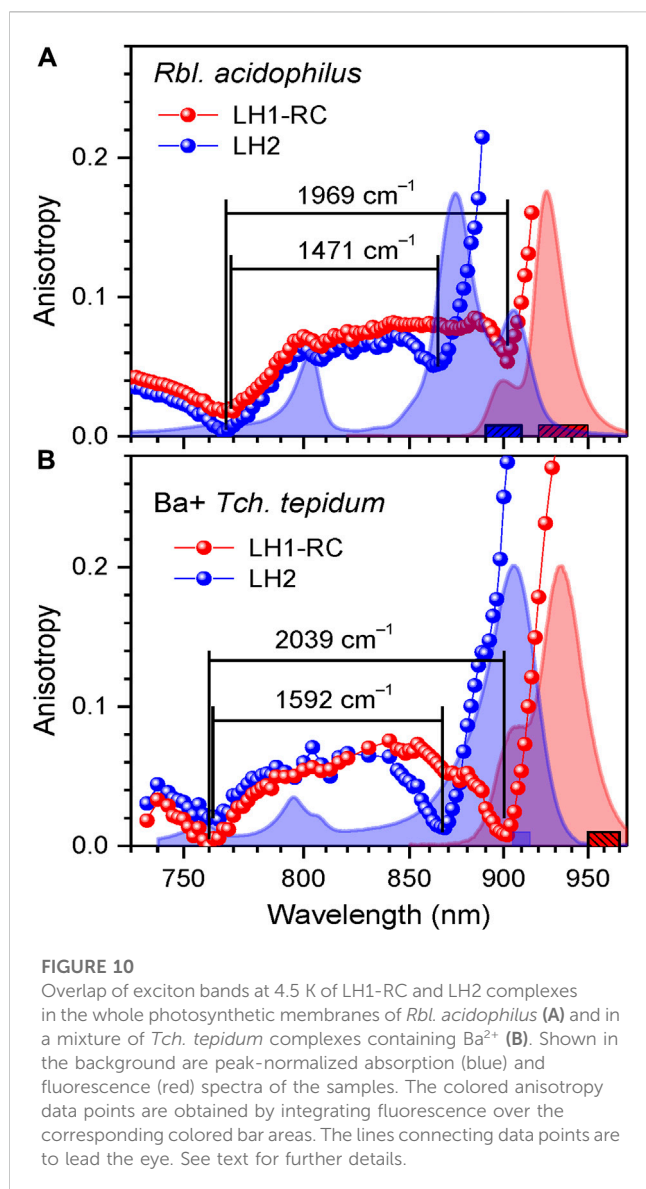 A
Rbl. acidophilus
LH1-RC
LH2
1969 cm⁻¹
1471 cm⁻¹
Anisotropy
0.2
0.1
0.0
B
Ba+ Tch. tepidum
LH1-RC
LH2
2039 cm⁻¹
1592 cm⁻¹
Anisotropy
0.2
0.1
0.0
750 800 850 900 950
Wavelength (nm)
FIGURE 10
Overlap of exciton bands at 4.5 K of LH1-RC and LH2 complexes
in the whole photosynthetic membranes of Rbl. acidophilus (A) and in
a mixture of Tch. tepidum complexes containing Ba²⁺ (B). Shown in
the background are peak-normalized absorption (blue) and
fluorescence (red) spectra of the samples. The colored anisotropy
data points are obtained by integrating fluorescence over the
corresponding colored bar areas. The lines connecting data points are
to lead the eye. See text for further details.